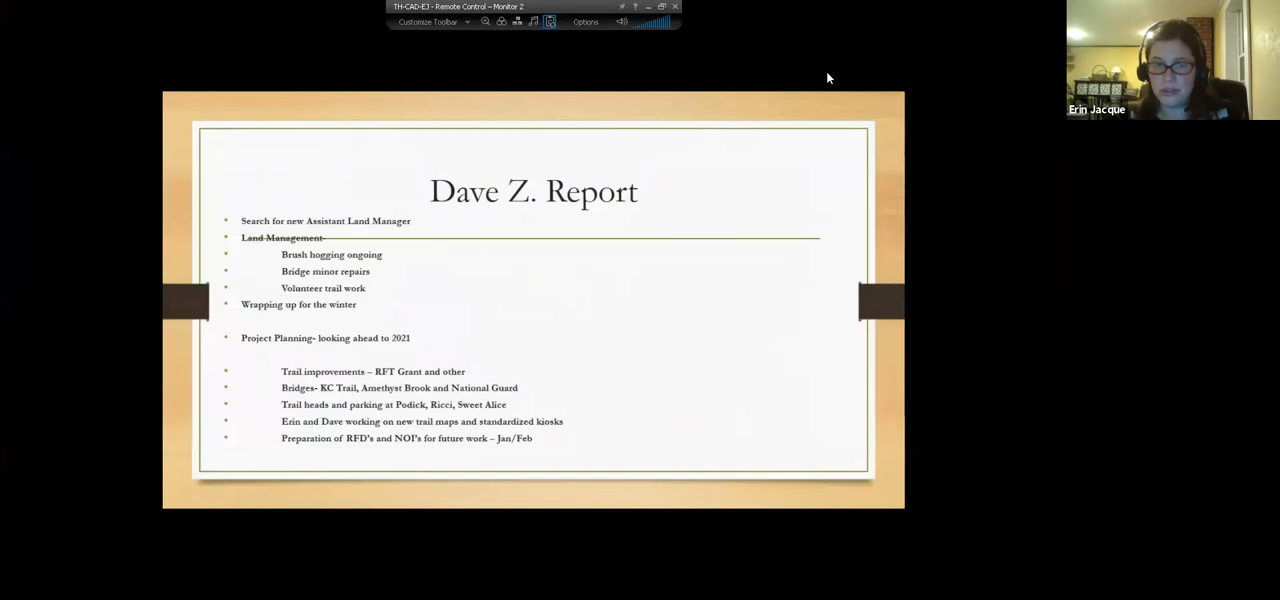 TH-CAD-EJ - Remote Control - Monitor 2
Customize Toolbar
Options
Erin Jacque
Dave Z. Report
• Search for new Assistant Land Manager
• Land Management-
• Brush hogging ongoing
• Bridge minor repairs
• Volunteer trail work
• Wrapping up for the winter
• Project Planning- looking ahead to 2021
• Trail improvements – RFT Grant and other
• Bridges- KC Trail, Amethyst Brook and National Guard
• Trail heads and parking at Podick, Ricci, Sweet Alice
• Erin and Dave working on new trail maps and standardized kiosks
• Preparation of RFD's and NOI's for future work – Jan/Feb